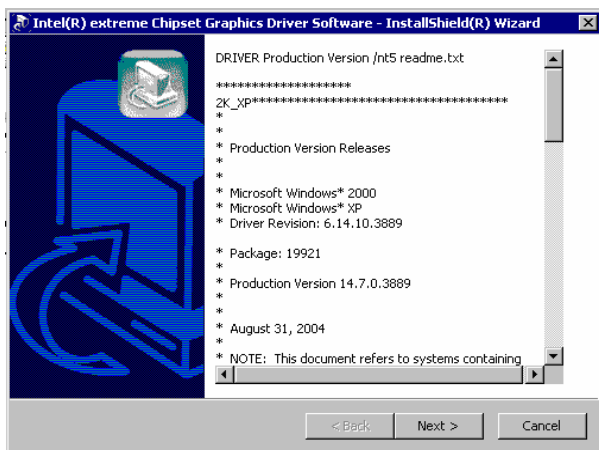 Intel(R) extreme Chipset Graphics Driver Software - InstallShield(R) Wizard
DRIVER Production Version /nt5 readme.txt
*******************
2K_XP************************************
*
*
* Production Version Releases
*
*
* Microsoft Windows* 2000
* Microsoft Windows* XP
* Driver Revision: 6.14.10.3889
* Package: 19921
*
* Production Version 14.7.0.3889
*
*
* August 31, 2004
*
* NOTE: This document refers to systems containing
< Back
Next >
Cancel